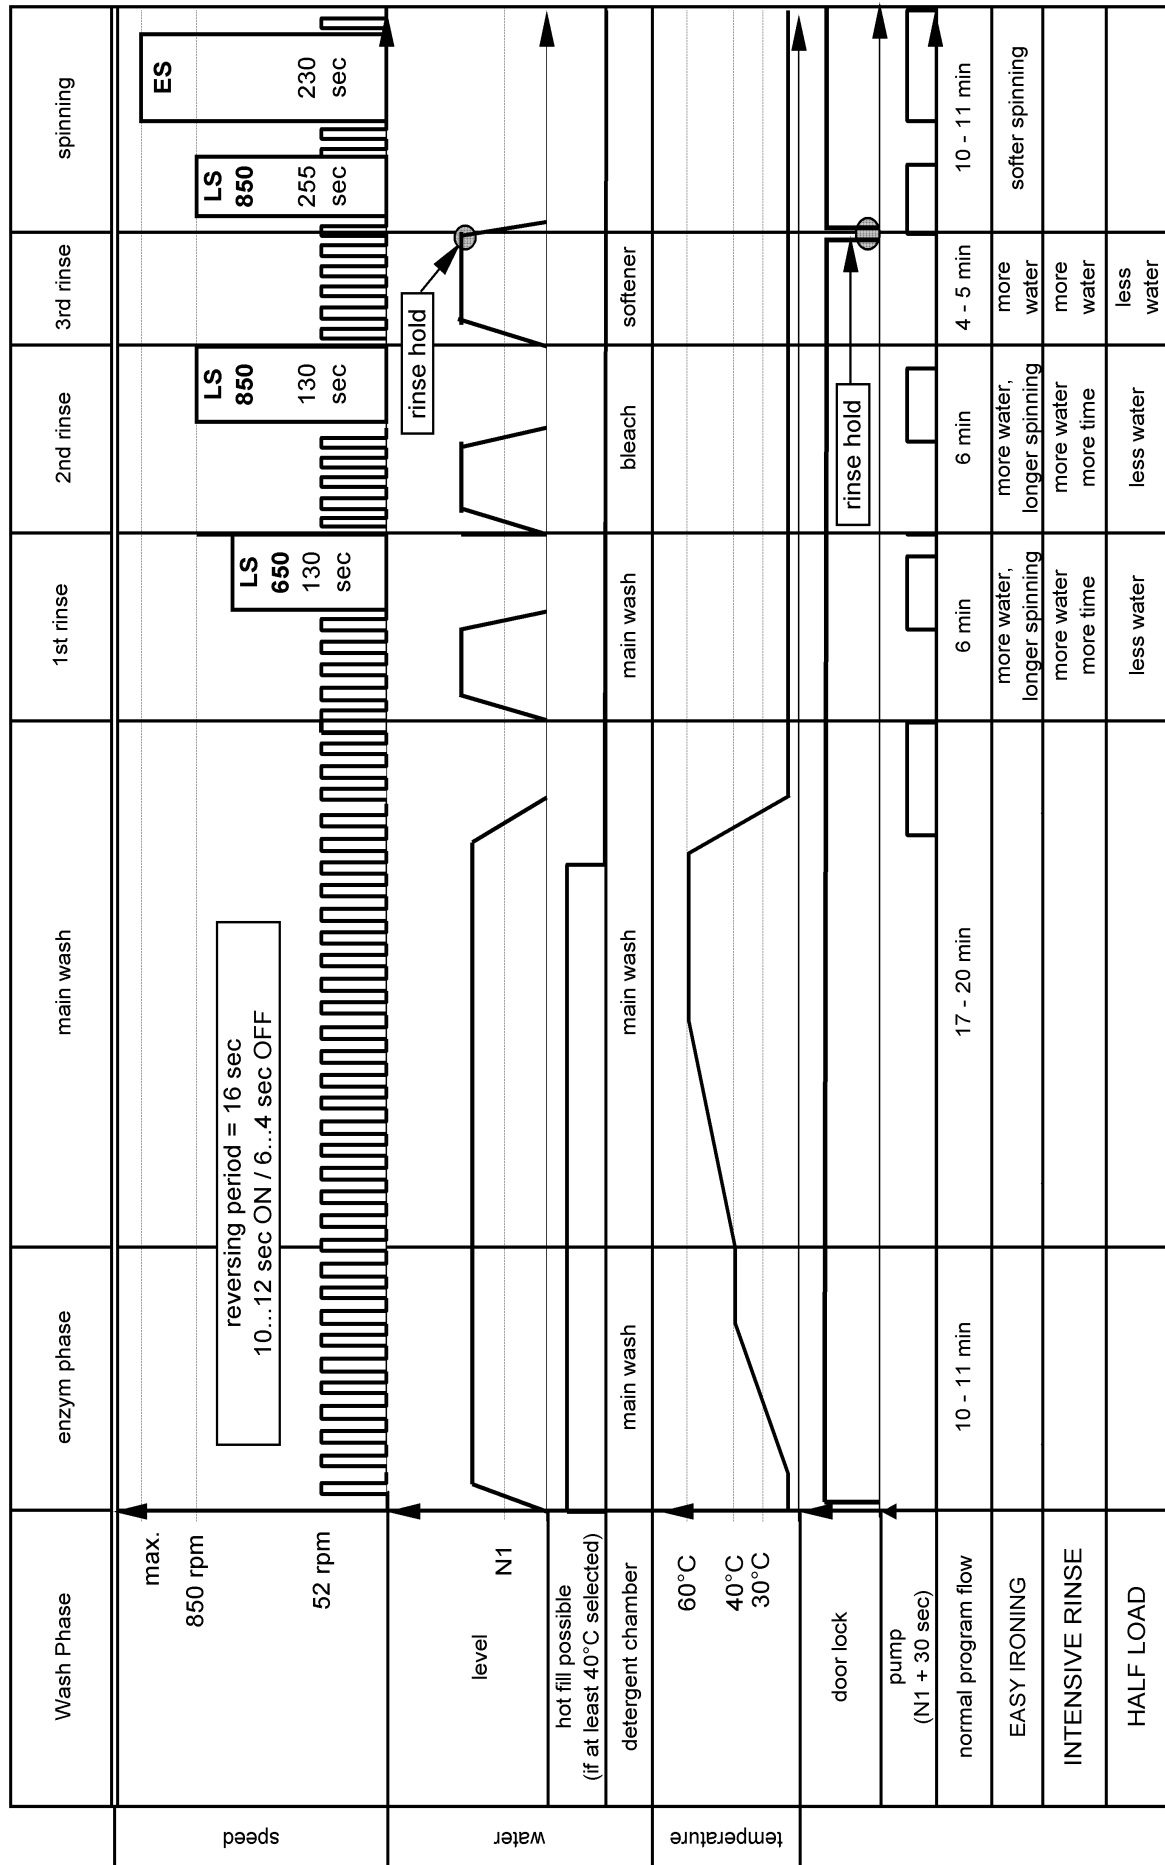 Wash Phase
enzym phase
main wash
1st rinse
2nd rinse
3rd rinse
spinning
speed
max.
850 rpm
52 rpm
reversing period = 16 sec
10...12 sec ON / 6...4 sec OFF
LS
650
130
sec
LS
850
130
sec
LS
850
255
sec
ES
230
sec
water
level
N1
rinse hold
hot fill possible
(if at least 40°C selected)
detergent chamber
main wash
main wash
main wash
bleach
softener
temperature
60°C
40°C
30°C
door lock
rinse hold
pump
(N1 + 30 sec)
normal program flow
10 - 11 min
17 - 20 min
6 min
6 min
4 - 5 min
10 - 11 min
EASY IRONING
more water,
longer spinning
more water,
longer spinning
more
water
softer spinning
INTENSIVE RINSE
more water
more time
more water
more time
more
water
HALF LOAD
less water
less water
less
water